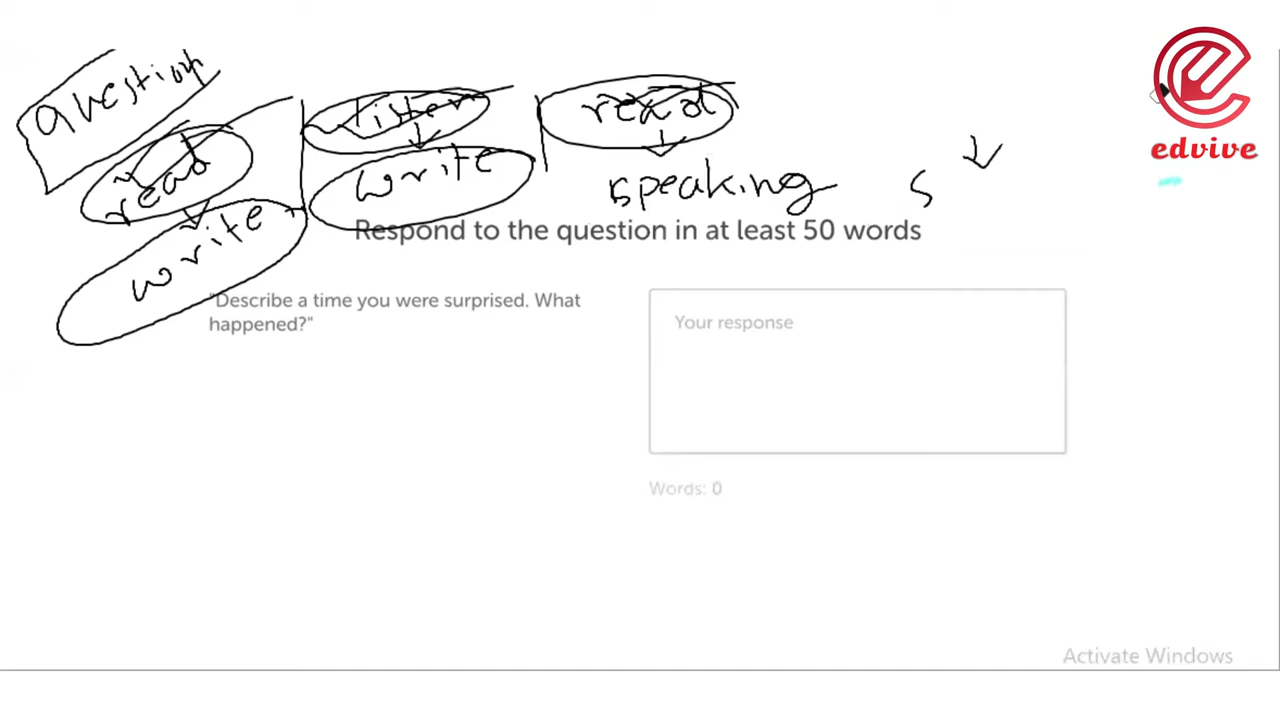 Question
read
write
listen
write
read
speaking
s
edvive
Respond to the question in at least 50 words
"Describe a time you were surprised. What
happened?"
Your response
Words: 0
Activate Windows